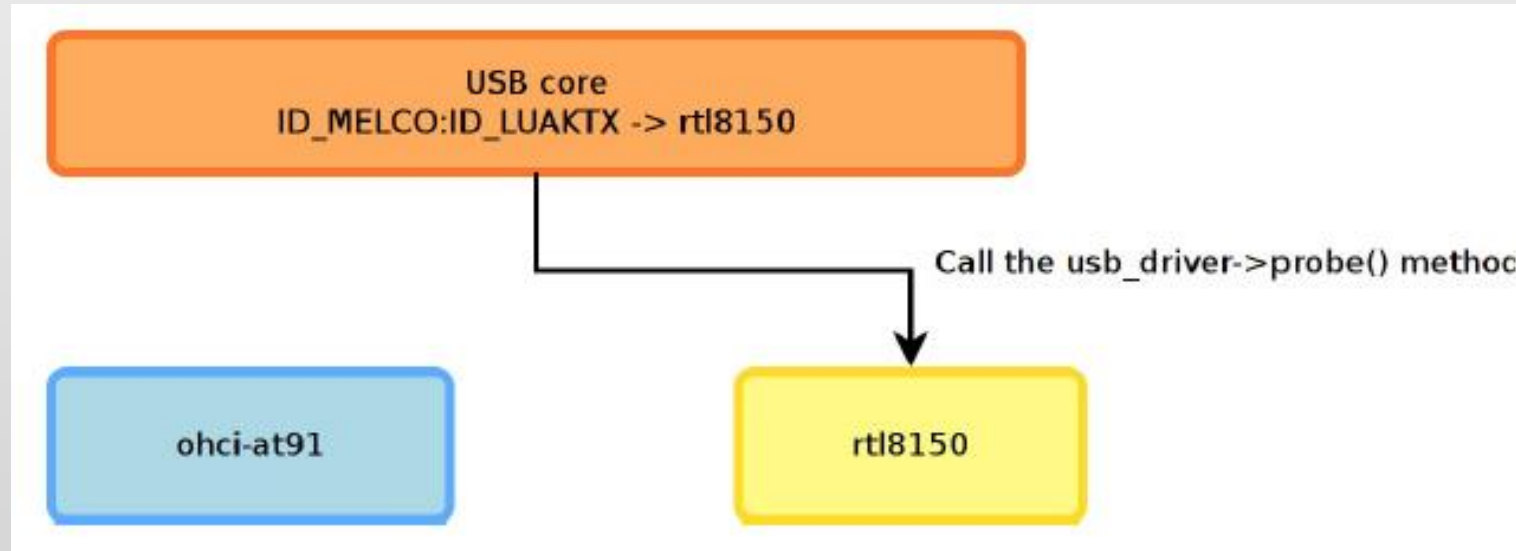 USB core
ID_MELCO:ID_LUAKTX -> rtl8150
Call the usb_driver->probe() method
ohci-at91
rtl8150